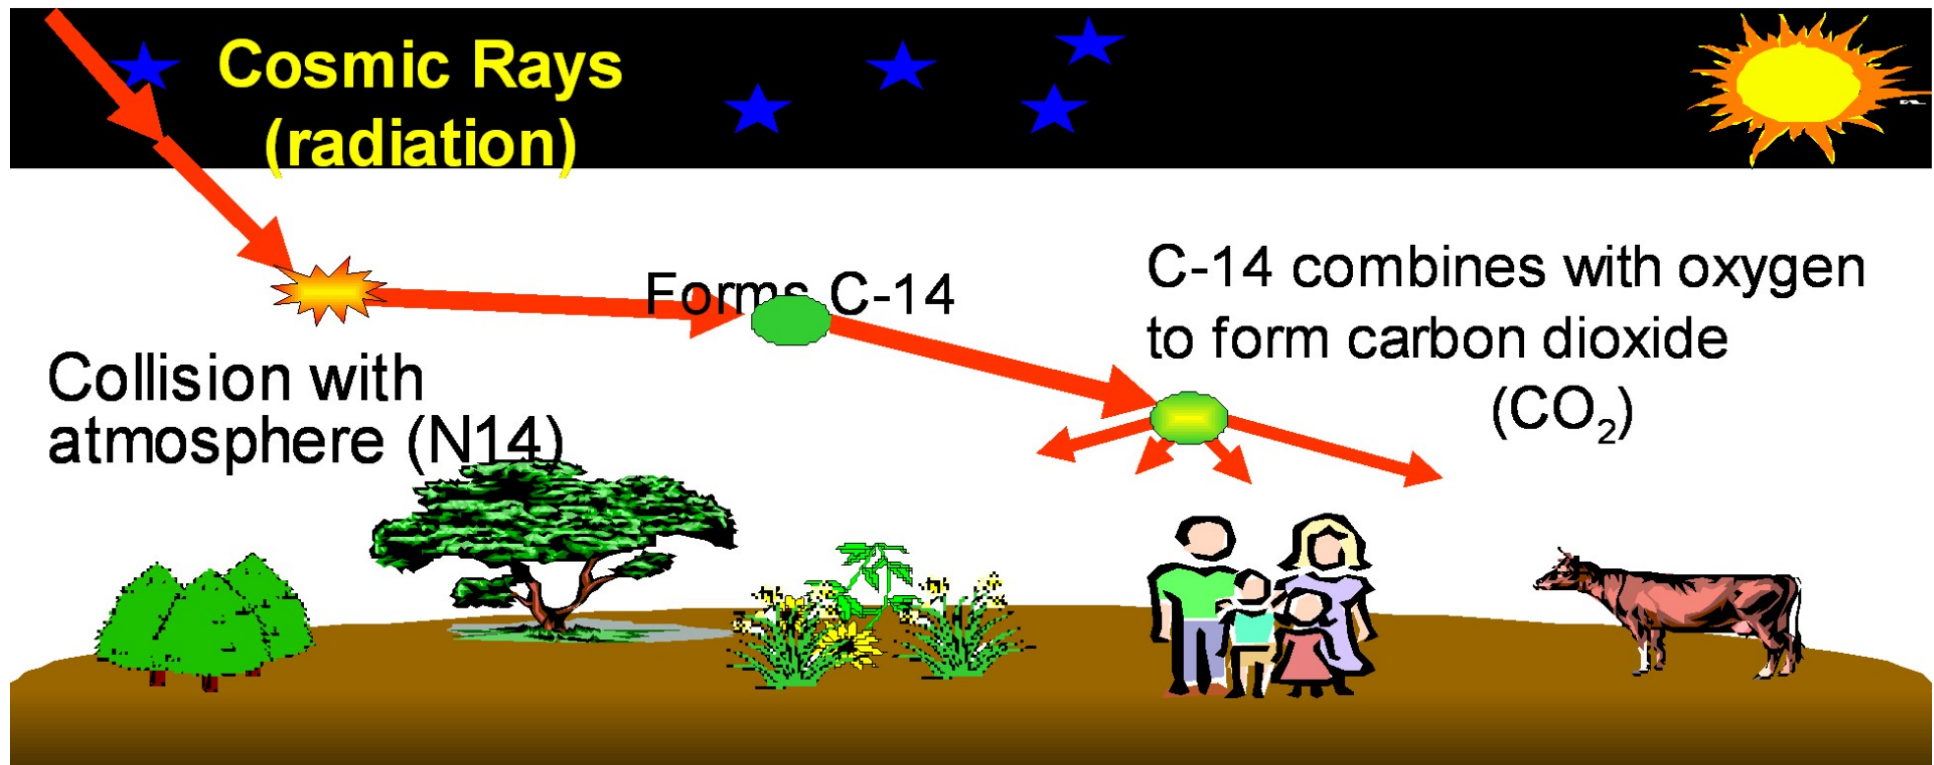 Cosmic Rays
(radiation)
Forms C-14
C-14 combines with oxygen
to form carbon dioxide
(CO₂)
Collision with
atmosphere (N14)